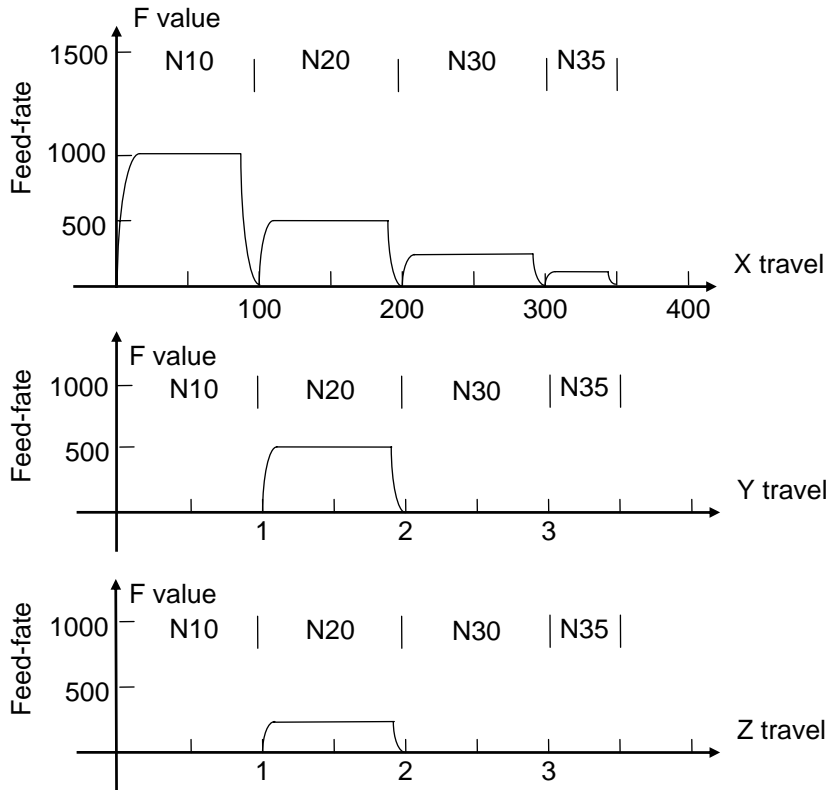 F value
1500
N10 | N20 | N30 | N35 |
Feed-fate
1000
500
X travel
100 200 300 400
F value
1000
N10 | N20 | N30 | N35 |
Feed-fate
500
Y travel
1 2 3
F value
1000
N10 | N20 | N30 | N35 |
Feed-fate
500
Z travel
1 2 3